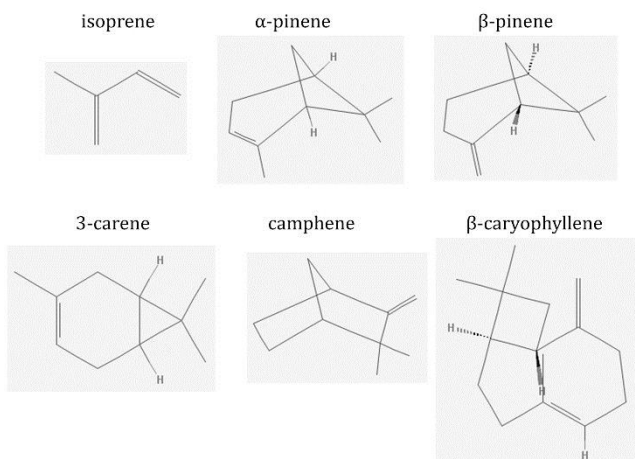 isoprene
α-pinene
β-pinene
H
H
H
H
3-carene
camphene
β-caryophyllene
H
H
H
H
H